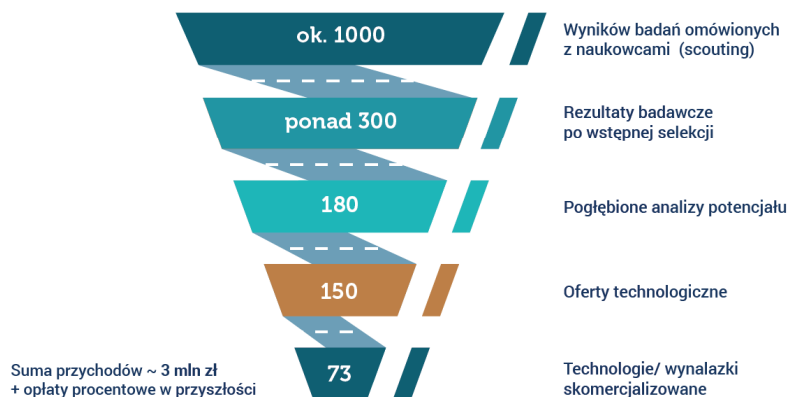 ok. 1000
Wyników badań omówionych
z naukowcami (scouting)
ponad 300
Rezultaty badawcze
po wstępnej selekcji
180
Pogłębione analizy potencjału
150
Oferty technologiczne
Suma przychodów ~ 3 mln zł
+ opłaty procentowe w przyszłości
73
Technologie/ wynalazki
skomercjalizowane